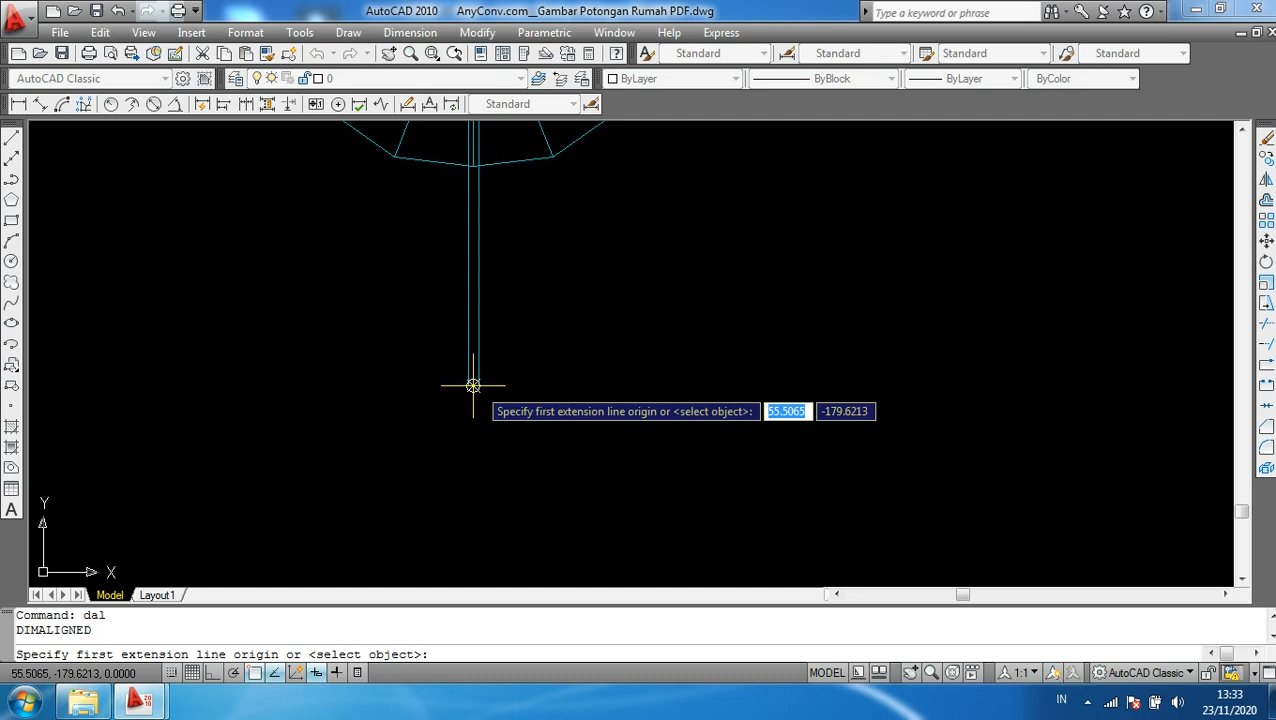 AutoCAD 2010 AnyConv.com__Gambar Potongan Rumah PDF.dwg Type a keyword or phrase
File Edit View Insert Format Tools Draw Dimension Modify Parametric Window Help Express
Standard Standard Standard Standard
AutoCAD Classic 0 ByLayer ByBlock ByLayer ByColor
Standard
Specify first extension line origin or <select object>: 55.5065 -179.6213
Y
X
Model Layout1
Command: dal
DIMALIGNED
Specify first extension line origin or <select object>:
55.5065, -179.6213, 0.0000 MODEL 1:1 AutoCAD Classic
IN 13:33
23/11/2020